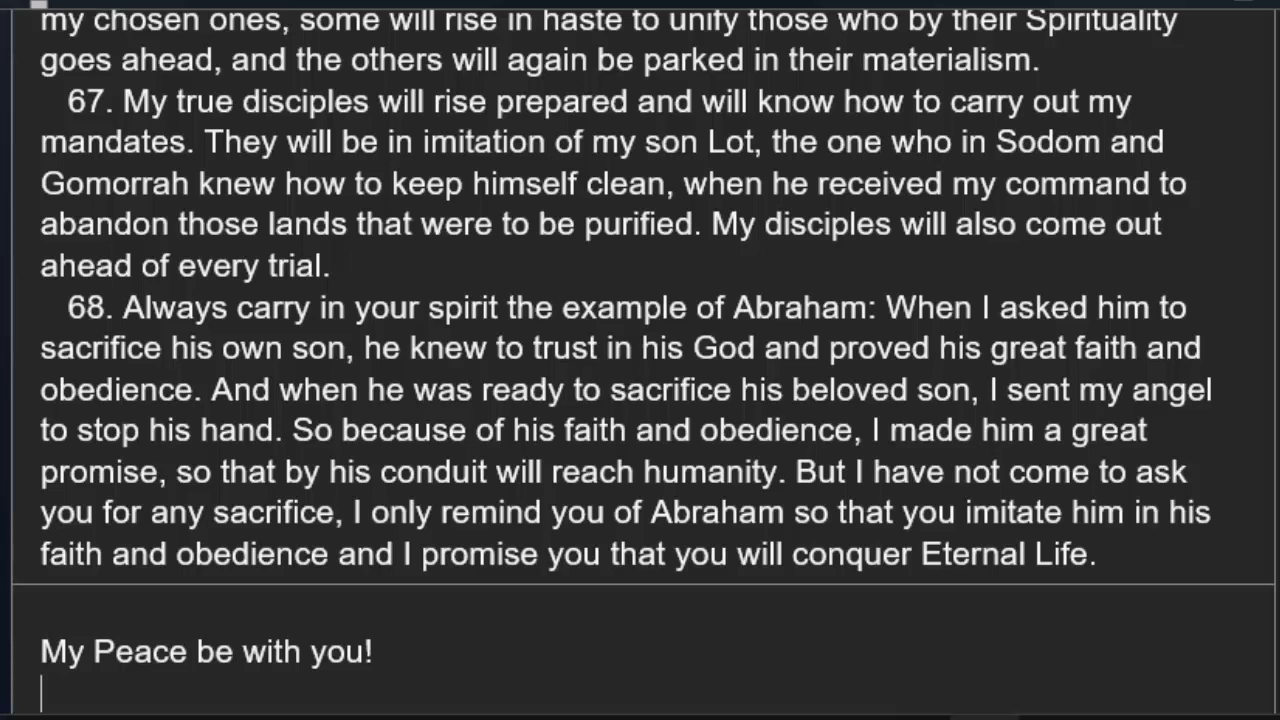 my chosen ones, some will rise in haste to unify those who by their Spirituality
goes ahead, and the others will again be parked in their materialism.
67. My true disciples will rise prepared and will know how to carry out my
mandates. They will be in imitation of my son Lot, the one who in Sodom and
Gomorrah knew how to keep himself clean, when he received my command to
abandon those lands that were to be purified. My disciples will also come out
ahead of every trial.
68. Always carry in your spirit the example of Abraham: When I asked him to
sacrifice his own son, he knew to trust in his God and proved his great faith and
obedience. And when he was ready to sacrifice his beloved son, I sent my angel
to stop his hand. So because of his faith and obedience, I made him a great
promise, so that by his conduit will reach humanity. But I have not come to ask
you for any sacrifice, I only remind you of Abraham so that you imitate him in his
faith and obedience and I promise you that you will conquer Eternal Life.
My Peace be with you!